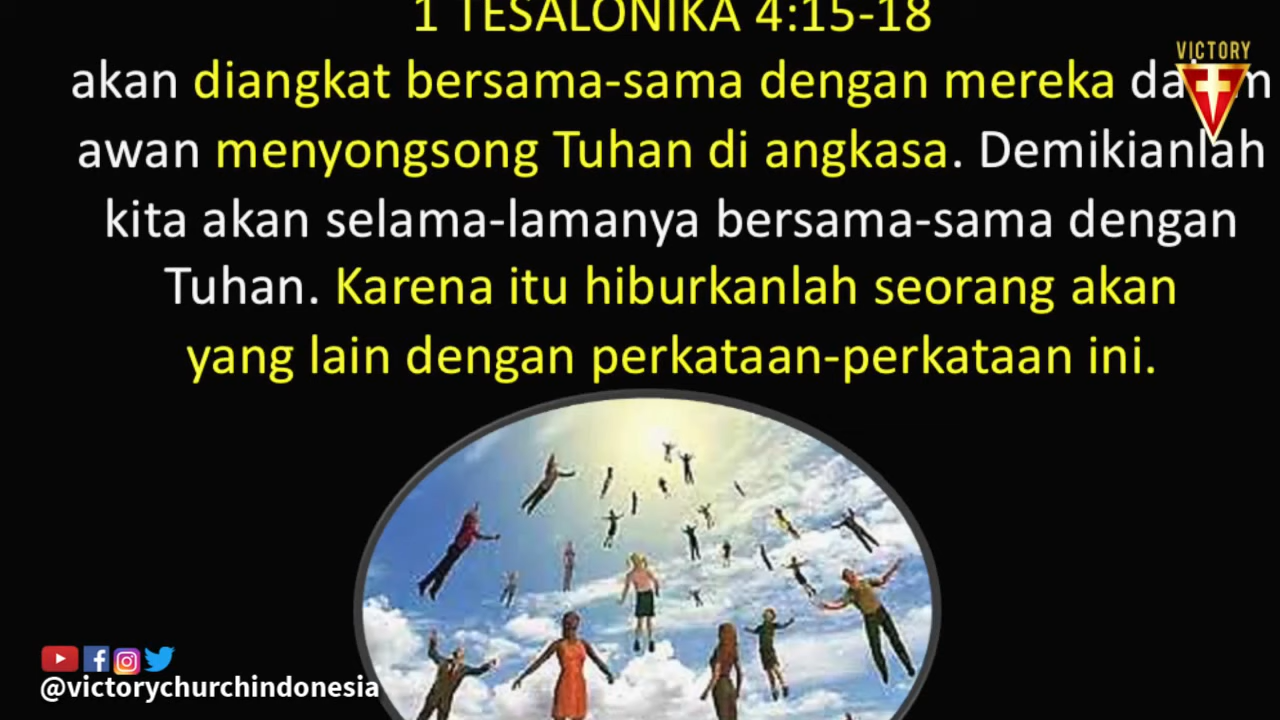 1 TESALONIKA 4:15-18
VICTORY
akan diangkat bersama-sama dengan mereka
awan menyongsong Tuhan di angkasa. Demikianlah
kita akan selama-lamanya bersama-sama dengan
Tuhan. Karena itu hiburkanlah seorang akan
yang lain dengan perkataan-perkataan ini.
@victorychurchindonesia